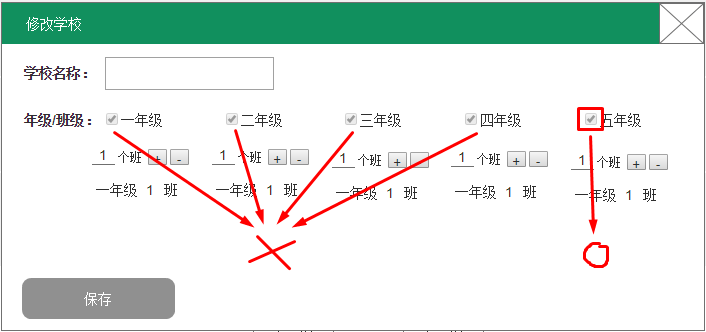 修改学校
学校名称：
年级/班级： 一年级 二年级 三年级 四年级 五年级
1 个班 + - 1 个班 + - 1 个班 + - 1 个班 + - 1 个班 + -
一年级 1 班 一年级 1 班 一年级 1 班 一年级 1 班 一年级 1 班
保存